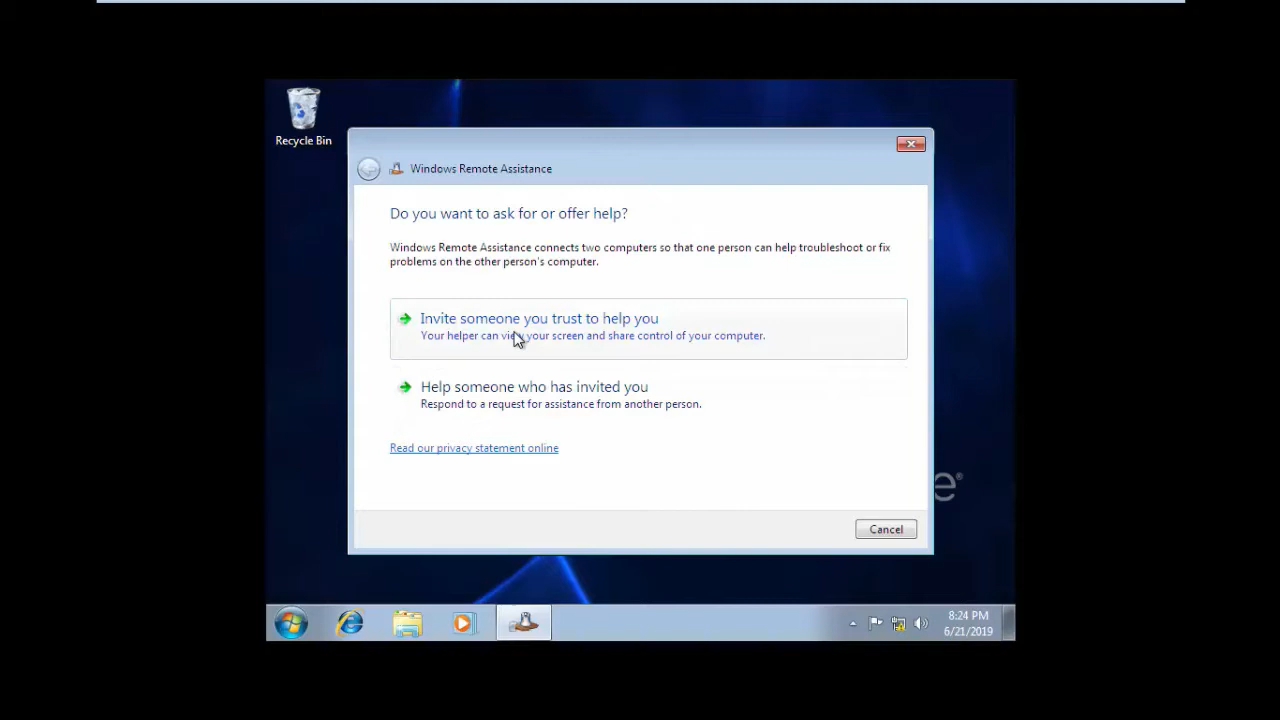 Recycle Bin
Windows Remote Assistance
Do you want to ask for or offer help?
Windows Remote Assistance connects two computers so that one person can help troubleshoot or fix
problems on the other person's computer.
Invite someone you trust to help you
Your helper can view your screen and share control of your computer.
Help someone who has invited you
Respond to a request for assistance from another person.
Read our privacy statement online
e®
Cancel
8:24 PM
6/21/2019